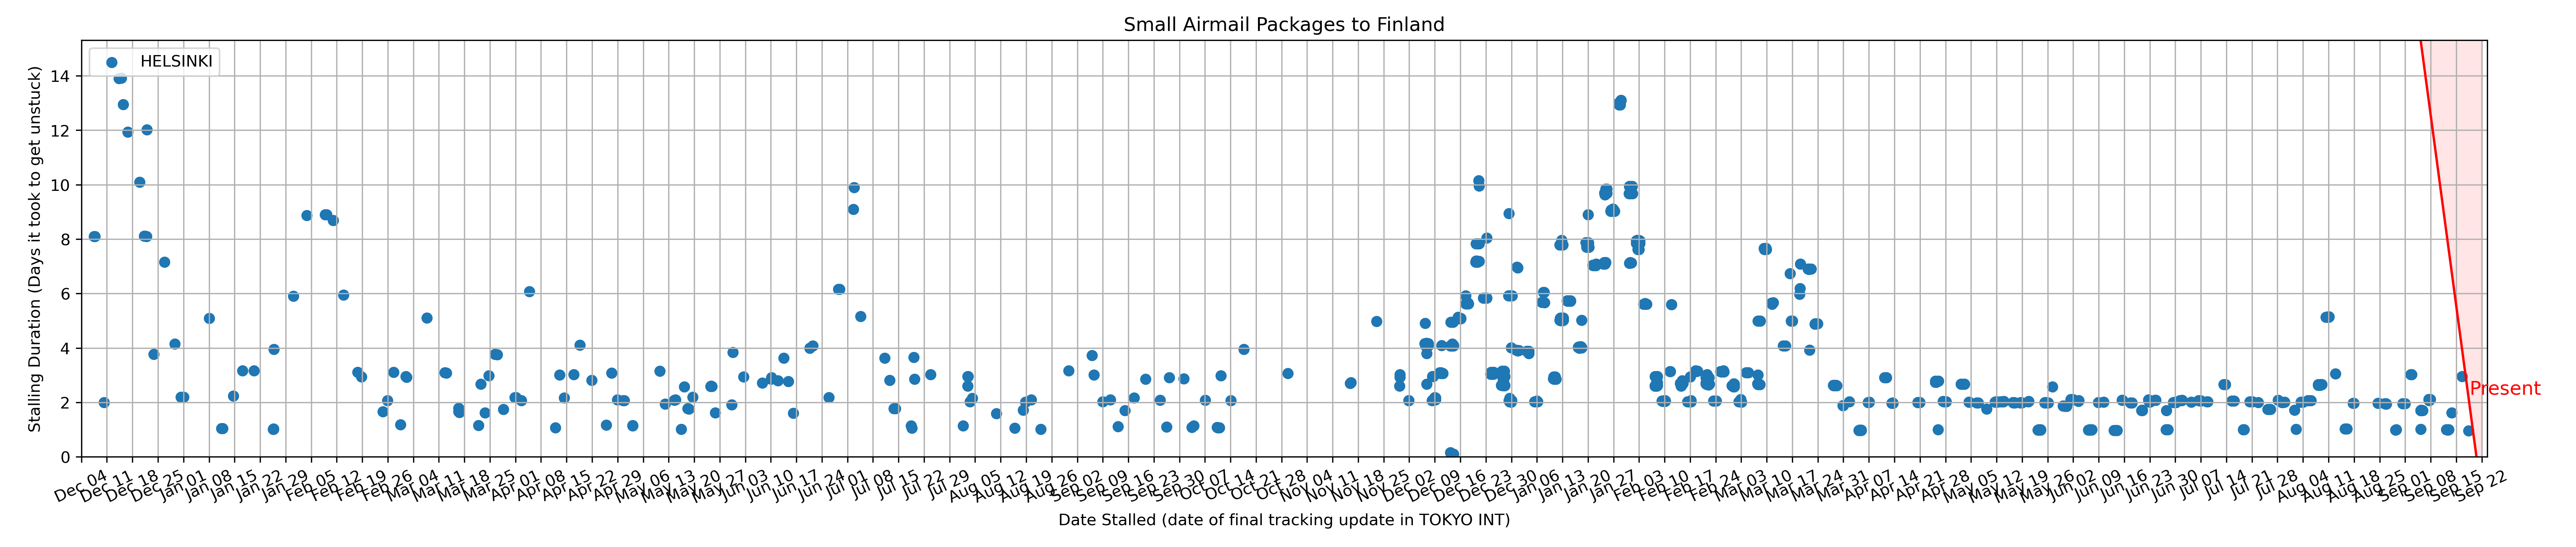 Small Airmail Packages to Finland
HELSINKI
Stalling Duration (Days it took to get unstuck)
14
12
10
8
6
4
2
0
Present
Dec 04
Dec 11
Dec 18
Dec 25
Jan 01
Jan 08
Jan 15
Jan 22
Jan 29
Feb 05
Feb 12
Feb 19
Feb 26
Mar 04
Mar 11
Mar 18
Mar 25
Apr 01
Apr 08
Apr 15
Apr 22
Apr 29
May 06
May 13
May 20
May 27
Jun 03
Jun 10
Jun 17
Jun 24
Jul 01
Jul 08
Jul 15
Jul 22
Jul 29
Aug 05
Aug 12
Aug 19
Aug 26
Sep 02
Sep 09
Sep 16
Sep 23
Sep 30
Oct 07
Oct 14
Oct 21
Oct 28
Nov 04
Nov 11
Nov 18
Nov 25
Dec 02
Dec 09
Dec 16
Dec 23
Dec 30
Jan 06
Jan 13
Jan 20
Jan 27
Feb 03
Feb 10
Feb 17
Feb 24
Mar 03
Mar 10
Mar 17
Mar 24
Mar 31
Apr 07
Apr 14
Apr 21
Apr 28
May 05
May 12
May 19
May 26
Jun 02
Jun 09
Jun 16
Jun 23
Jun 30
Jul 07
Jul 14
Jul 21
Jul 28
Aug 04
Aug 11
Aug 18
Aug 25
Sep 01
Sep 08
Sep 15
Sep 22
Date Stalled (date of final tracking update in TOKYO INT)